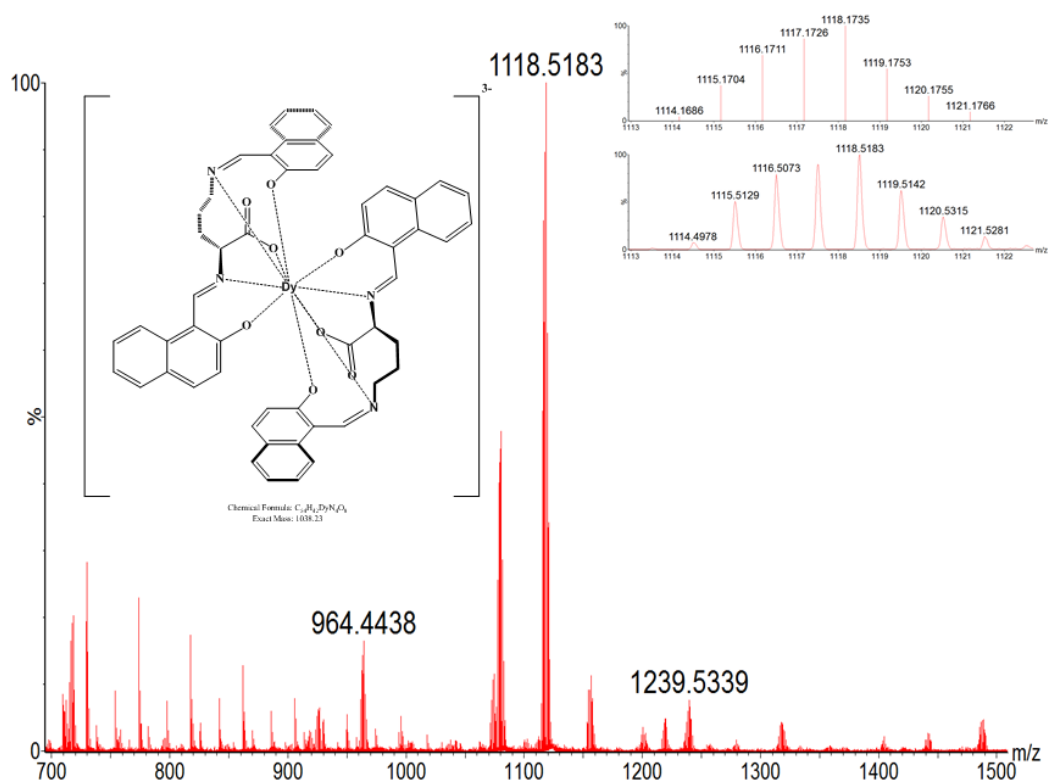 1118.5183
100
%
0
964.4438
1239.5339
700
800
900
1000
1100
1200
1300
1400
1500
m/z
3-
N
O
O
O
N
O
Dy
O
N
O
O
O
N
Chemical Formula: C₅₄H₄₂DyN₄O₈
Exact Mass: 1038.23
100
%
0
1114.1686
1115.1704
1116.1711
1117.1726
1118.1735
1119.1753
1120.1755
1121.1766
1113 1114 1115 1116 1117 1118 1119 1120 1121 1122
m/z
100
%
0
1114.4978
1115.5129
1116.5073
1118.5183
1119.5142
1120.5315
1121.5281
1113 1114 1115 1116 1117 1118 1119 1120 1121 1122
m/z